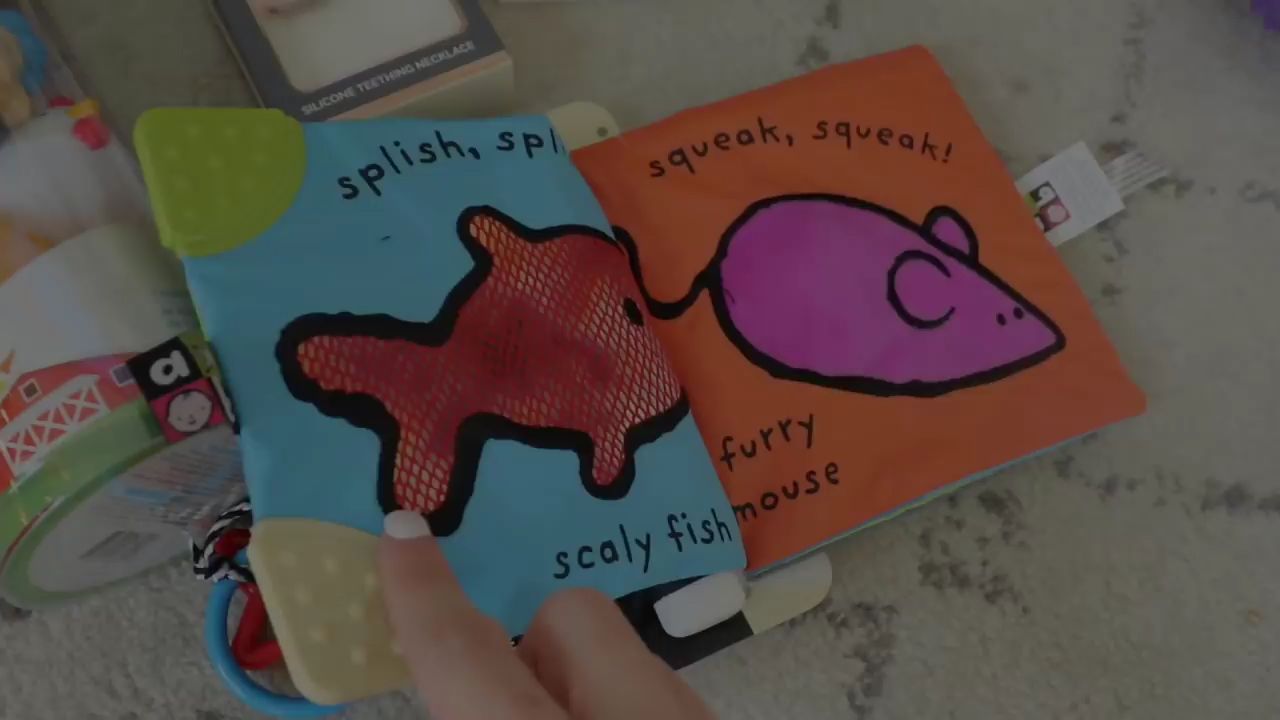 SILICONE TEETHING NECKLACE
splish, spl
squeak, squeak!
a
furry
mouse
scaly fish